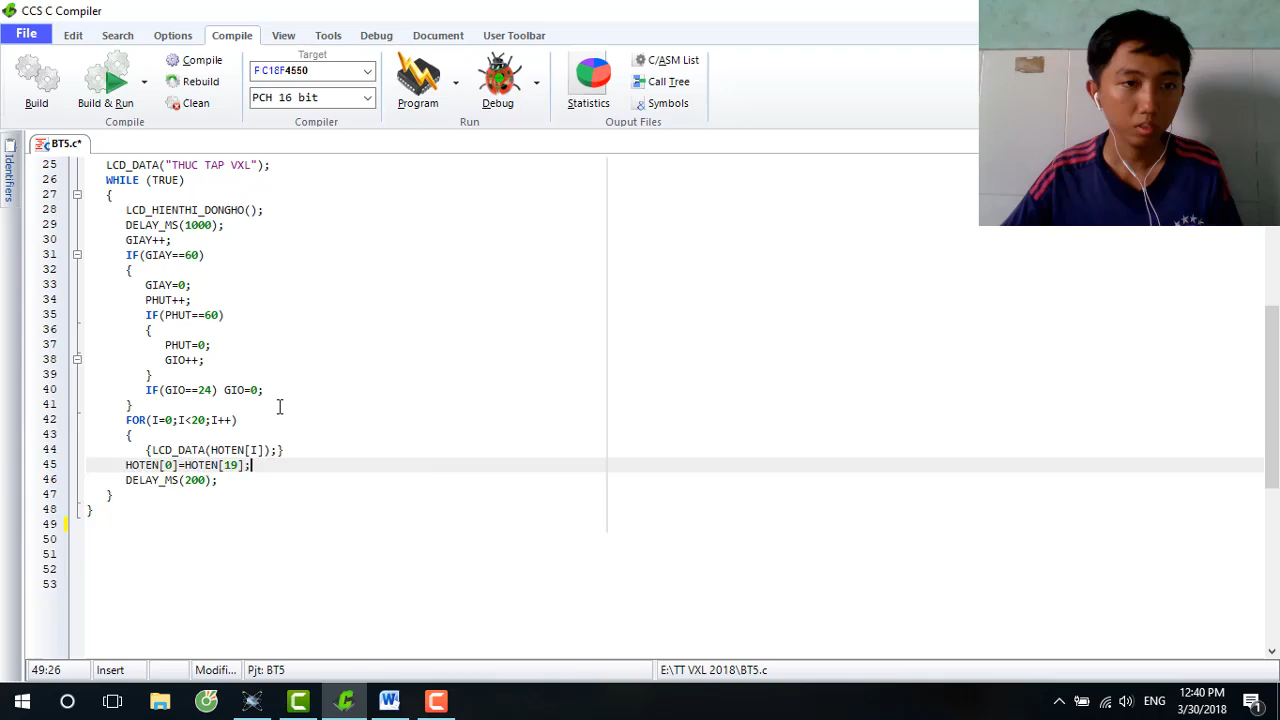 CCS C Compiler
File Edit Search Options Compile View Tools Debug Document User Toolbar
Build
Build & Run
Compile
Rebuild
Clean
Compile
Target
FC18F4550
PCH 16 bit
Compiler
Program
Debug
Run
Statistics
C/ASM List
Call Tree
Symbols
Ouput Files
Identifiers
BT5.c*
25 LCD_DATA("THUC TAP VXL");
26 WHILE (TRUE)
27 {
28 LCD_HIENTHI_DONGHO();
29 DELAY_MS(1000);
30 GIAY++;
31 IF(GIAY==60)
32 {
33 GIAY=0;
34 PHUT++;
35 IF(PHUT==60)
36 {
37 PHUT=0;
38 GIO++;
39 }
40 IF(GIO==24) GIO=0;
41 }
42 FOR(I=0;I<20;I++)
43 {
44 {LCD_DATA(HOTEN[I]);}
45 HOTEN[0]=HOTEN[19];
46 DELAY_MS(200);
47 }
48 }
49
50
51
52
53
49:26 Insert Modifi... Pjt: BT5 E:\TT VXL 2018\BT5.c
ENG
12:40 PM
3/30/2018
1